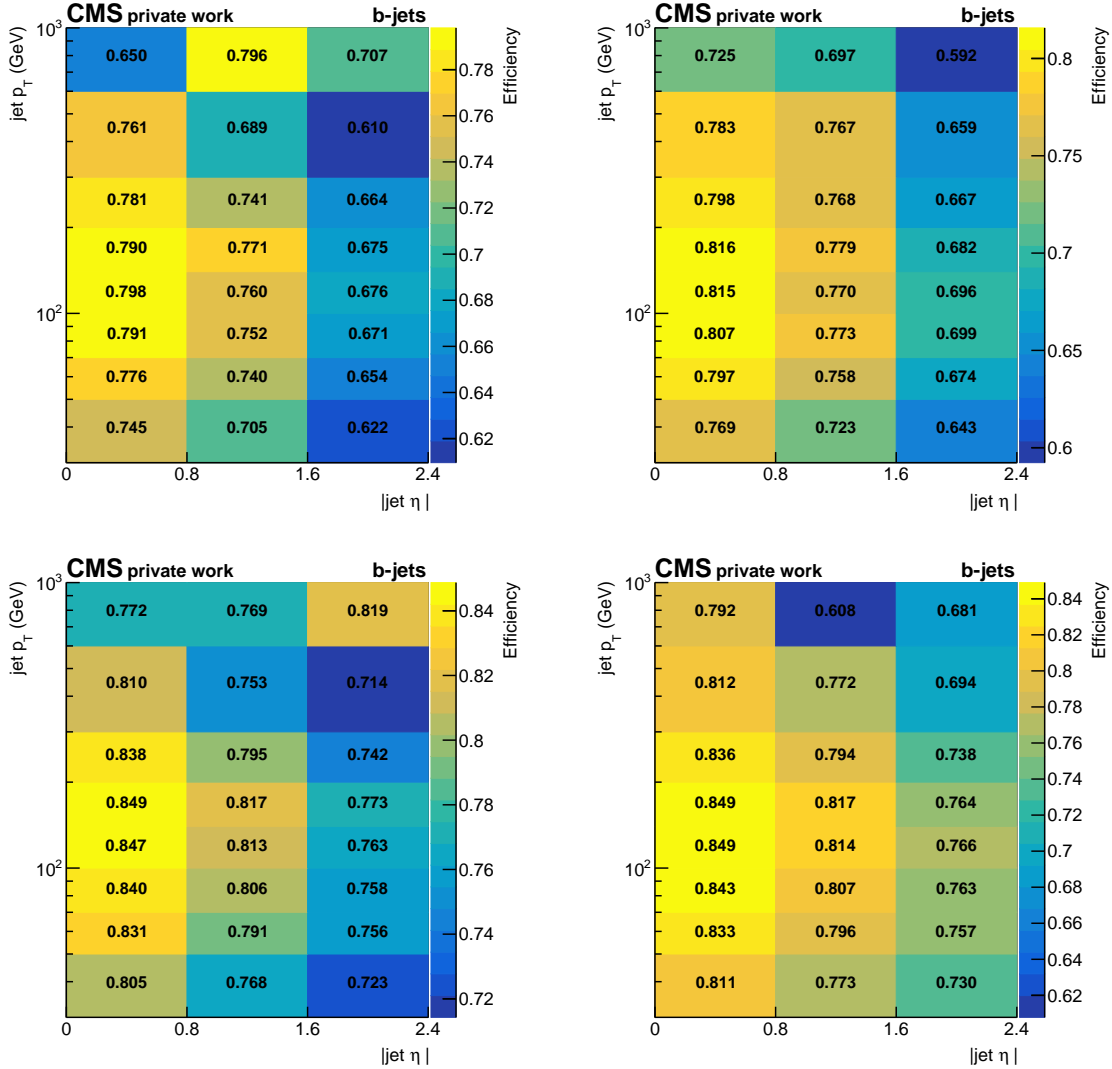 CMS private work b-jets
jet p_T (GeV)
10^3
10^2
0.650 0.796 0.707
0.761 0.689 0.610
0.781 0.741 0.664
0.790 0.771 0.675
0.798 0.760 0.676
0.791 0.752 0.671
0.776 0.740 0.654
0.745 0.705 0.622
0 0.8 1.6 2.4
|jet η |
Efficiency
0.78
0.76
0.74
0.72
0.7
0.68
0.66
0.64
0.62
CMS private work b-jets
jet p_T (GeV)
10^3
10^2
0.725 0.697 0.592
0.783 0.767 0.659
0.798 0.768 0.667
0.816 0.779 0.682
0.815 0.770 0.696
0.807 0.773 0.699
0.797 0.758 0.674
0.769 0.723 0.643
0 0.8 1.6 2.4
|jet η |
Efficiency
0.8
0.75
0.7
0.65
0.6
CMS private work b-jets
jet p_T (GeV)
10^3
10^2
0.772 0.769 0.819
0.810 0.753 0.714
0.838 0.795 0.742
0.849 0.817 0.773
0.847 0.813 0.763
0.840 0.806 0.758
0.831 0.791 0.756
0.805 0.768 0.723
0 0.8 1.6 2.4
|jet η |
Efficiency
0.84
0.82
0.8
0.78
0.76
0.74
0.72
CMS private work b-jets
jet p_T (GeV)
10^3
10^2
0.792 0.608 0.681
0.812 0.772 0.694
0.836 0.794 0.738
0.849 0.817 0.764
0.849 0.814 0.766
0.843 0.807 0.763
0.833 0.796 0.757
0.811 0.773 0.730
0 0.8 1.6 2.4
|jet η |
Efficiency
0.84
0.82
0.8
0.78
0.76
0.74
0.72
0.7
0.68
0.66
0.64
0.62